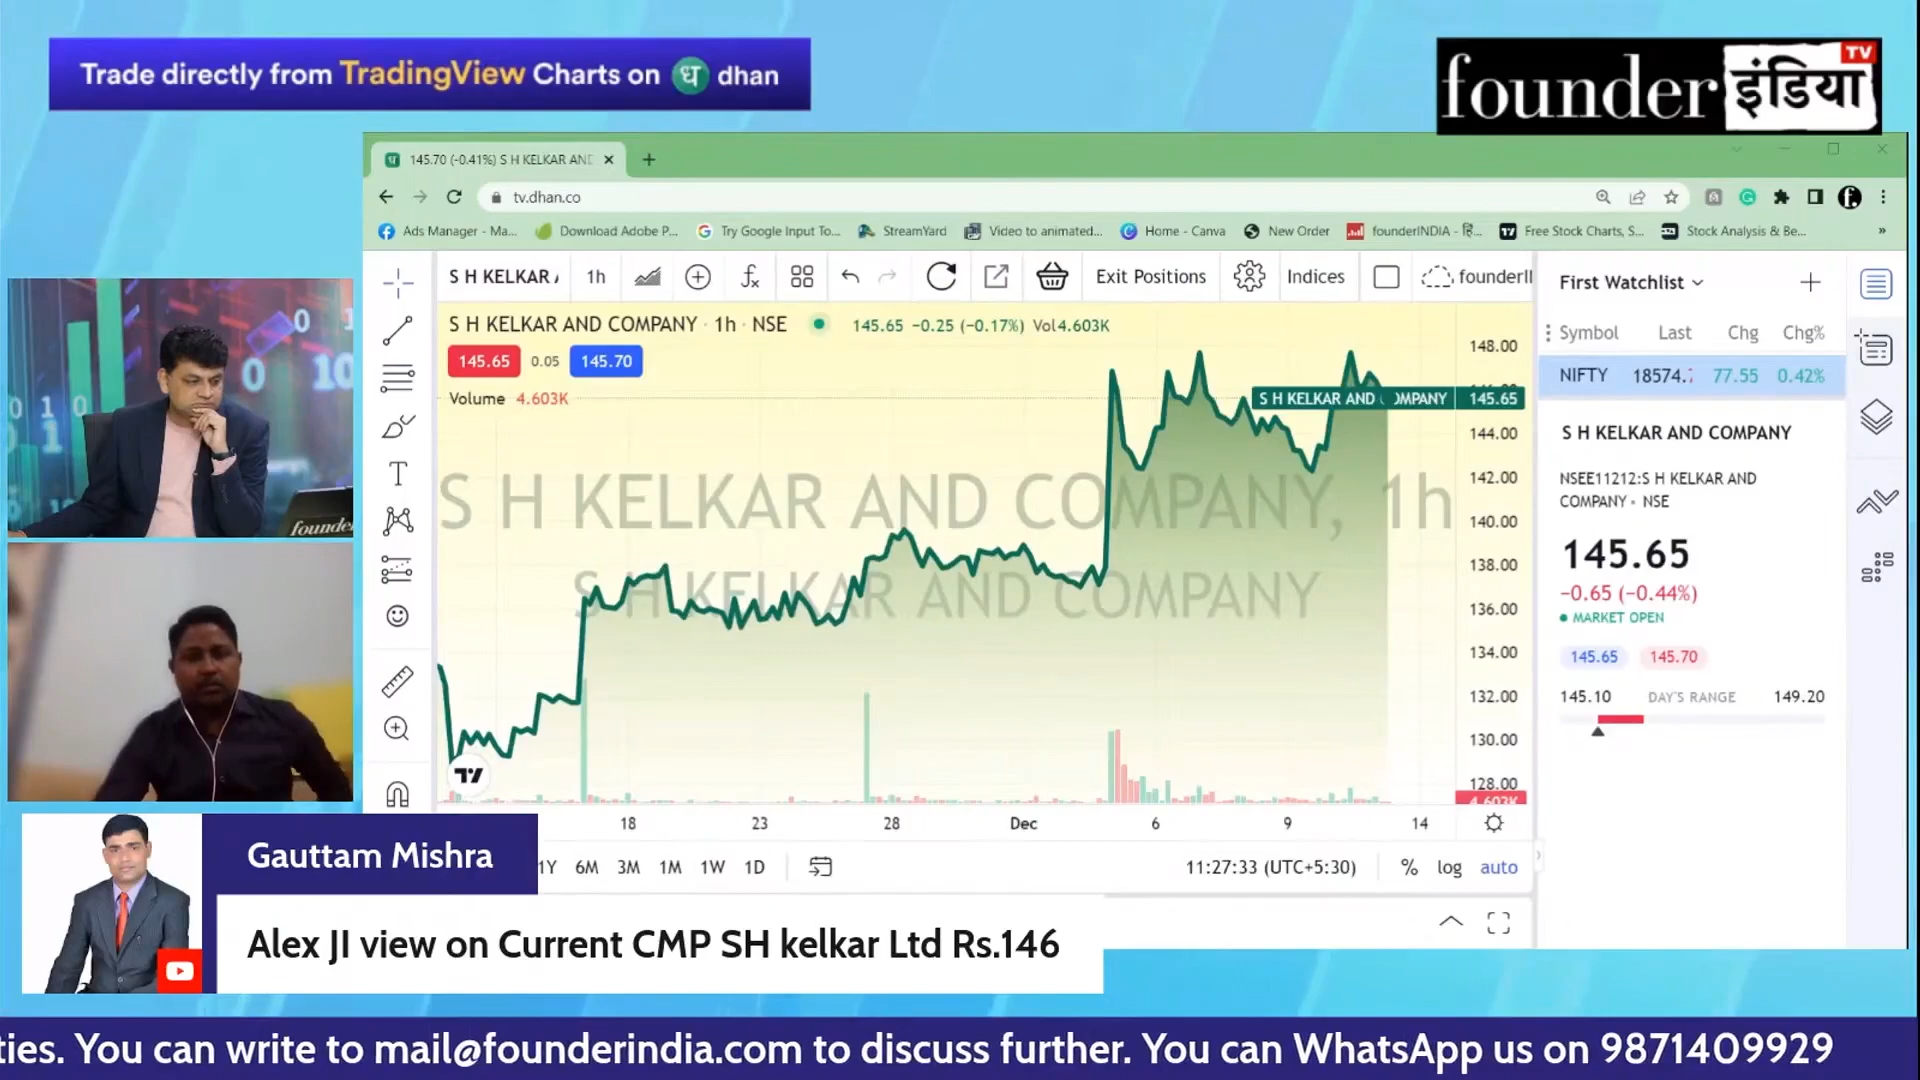 Trade directly from TradingView Charts on ध dhan
founder इंडिया TV
145.70 (-0.41%) S H KELKAR AND
tv.dhan.co
Ads Manager - Ma...
Download Adobe P...
Try Google Input To...
StreamYard
Video to animated...
Home - Canva
New Order
founderINDIA - हि...
Free Stock Charts, S...
Stock Analysis & Be...
S H KELKAR
1h
Exit Positions
Indices
First Watchlist
S H KELKAR AND COMPANY · 1h · NSE
145.65 −0.25 (−0.17%) Vol4.603K
145.65 0.05 145.70
Volume 4.603K
S H KELKAR AND COMPANY, 1h
S H KELKAR AND COMPANY
S H KELKAR AND
145.65
148.00
144.00
142.00
140.00
138.00
136.00
134.00
132.00
130.00
128.00
4.603K
18 23 28 Dec 6 9 14
Symbol Last Chg Chg%
NIFTY 18574. 77.55 0.42%
S H KELKAR AND COMPANY
NSEE11212:S H KELKAR AND
COMPANY • NSE
145.65
−0.65 (−0.44%)
MARKET OPEN
145.65 145.70
145.10 DAY'S RANGE 149.20
founder
1Y 6M 3M 1M 1W 1D
11:27:33 (UTC+5:30) % log auto
Gauttam Mishra
Alex JI view on Current CMP SH kelkar Ltd Rs.146
ties. You can write to mail@founderindia.com to discuss further. You can WhatsApp us on 9871409929